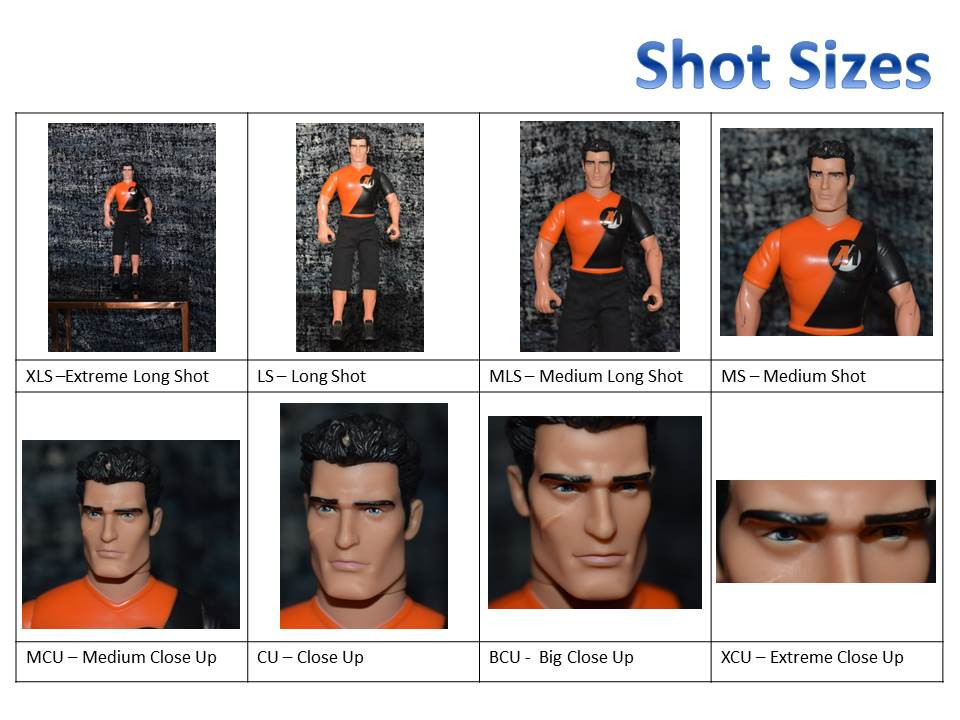 Shot Sizes
XLS –Extreme Long Shot
LS – Long Shot
MLS – Medium Long Shot
MS – Medium Shot
MCU – Medium Close Up
CU – Close Up
BCU - Big Close Up
XCU – Extreme Close Up